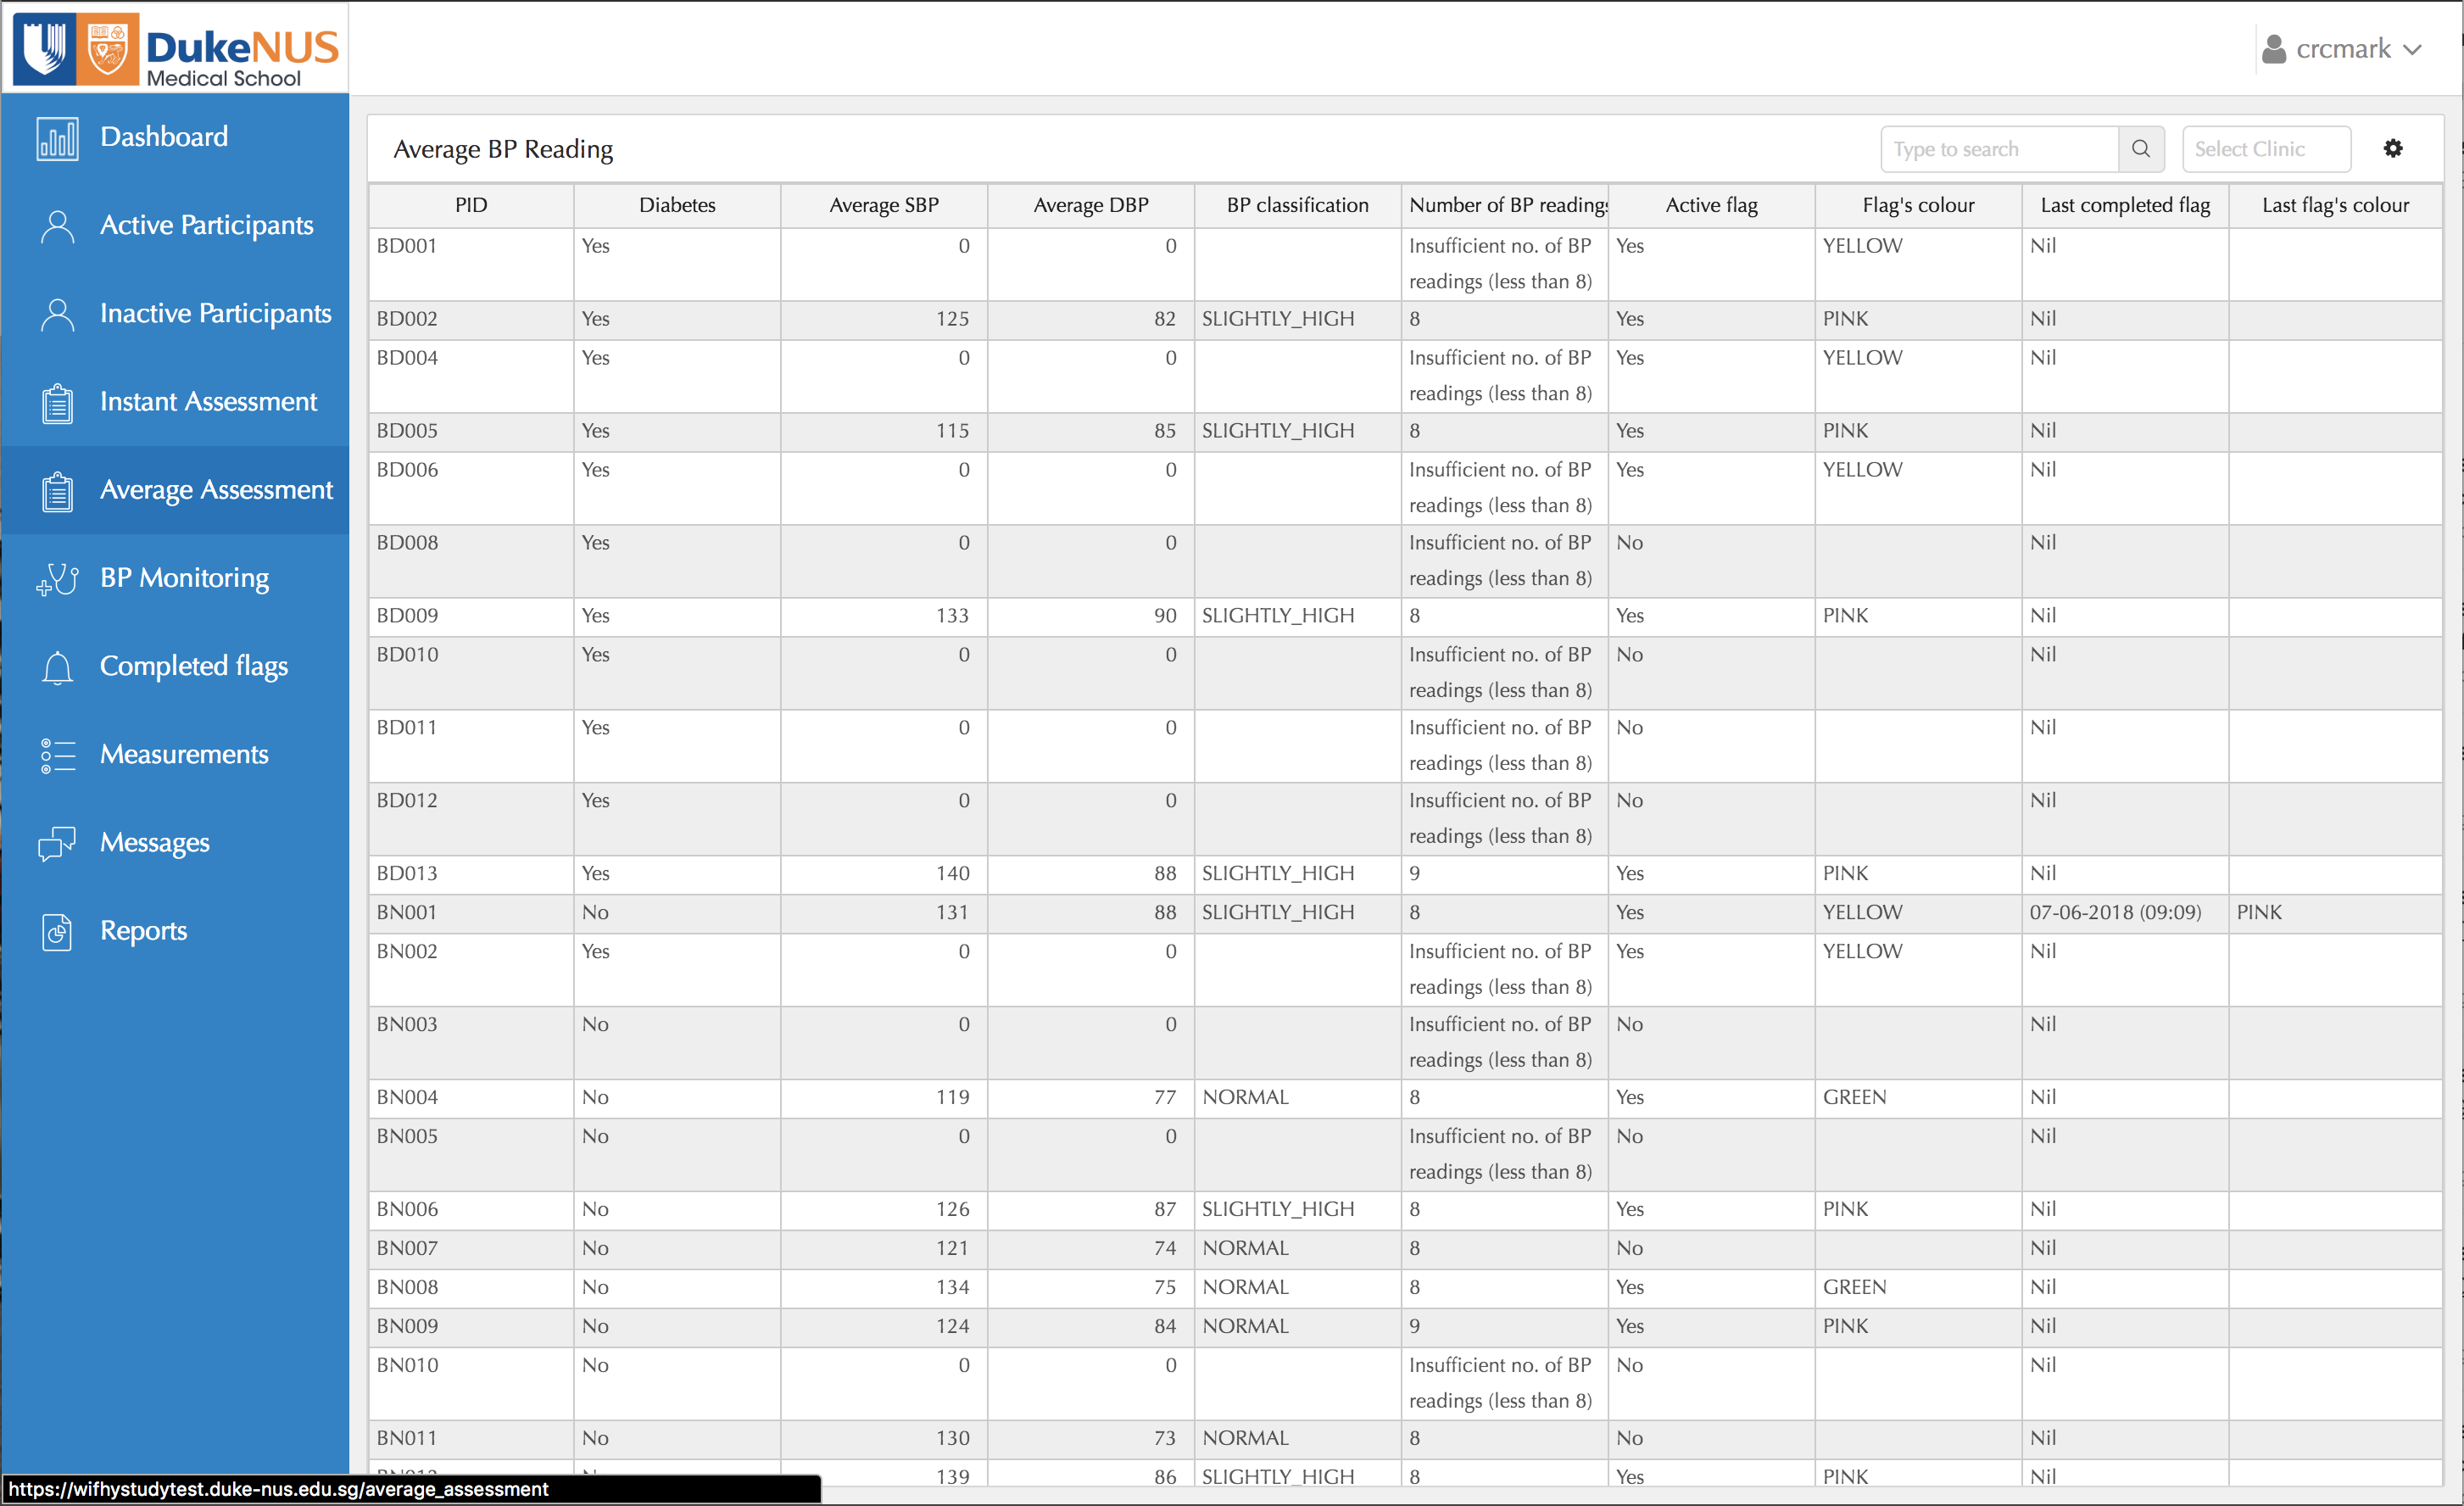 DukeNUS
Medical School
crcmark
Dashboard
Active Participants
Inactive Participants
Instant Assessment
Average Assessment
BP Monitoring
Completed flags
Measurements
Messages
Reports
Average BP Reading
Type to search
Select Clinic
PID Diabetes Average SBP Average DBP BP classification Number of BP readings Active flag Flag's colour Last completed flag Last flag's colour
BD001 Yes 0 0 Insufficient no. of BP Yes YELLOW Nil
readings (less than 8)
BD002 Yes 125 82 SLIGHTLY_HIGH 8 Yes PINK Nil
BD004 Yes 0 0 Insufficient no. of BP Yes YELLOW Nil
readings (less than 8)
BD005 Yes 115 85 SLIGHTLY_HIGH 8 Yes PINK Nil
BD006 Yes 0 0 Insufficient no. of BP Yes YELLOW Nil
readings (less than 8)
BD008 Yes 0 0 Insufficient no. of BP No Nil
readings (less than 8)
BD009 Yes 133 90 SLIGHTLY_HIGH 8 Yes PINK Nil
BD010 Yes 0 0 Insufficient no. of BP No Nil
readings (less than 8)
BD011 Yes 0 0 Insufficient no. of BP No Nil
readings (less than 8)
BD012 Yes 0 0 Insufficient no. of BP No Nil
readings (less than 8)
BD013 Yes 140 88 SLIGHTLY_HIGH 9 Yes PINK Nil
BN001 No 131 88 SLIGHTLY_HIGH 8 Yes YELLOW 07-06-2018 (09:09) PINK
BN002 Yes 0 0 Insufficient no. of BP Yes YELLOW Nil
readings (less than 8)
BN003 No 0 0 Insufficient no. of BP No Nil
readings (less than 8)
BN004 No 119 77 NORMAL 8 Yes GREEN Nil
BN005 No 0 0 Insufficient no. of BP No Nil
readings (less than 8)
BN006 No 126 87 SLIGHTLY_HIGH 8 Yes PINK Nil
BN007 No 121 74 NORMAL 8 No Nil
BN008 No 134 75 NORMAL 8 Yes GREEN Nil
BN009 No 124 84 NORMAL 9 Yes PINK Nil
BN010 No 0 0 Insufficient no. of BP No Nil
readings (less than 8)
BN011 No 130 73 NORMAL 8 No Nil
139 86 SLIGHTLY_HIGH 8 Yes PINK Nil
https://wifhystudytest.duke-nus.edu.sg/average_assessment